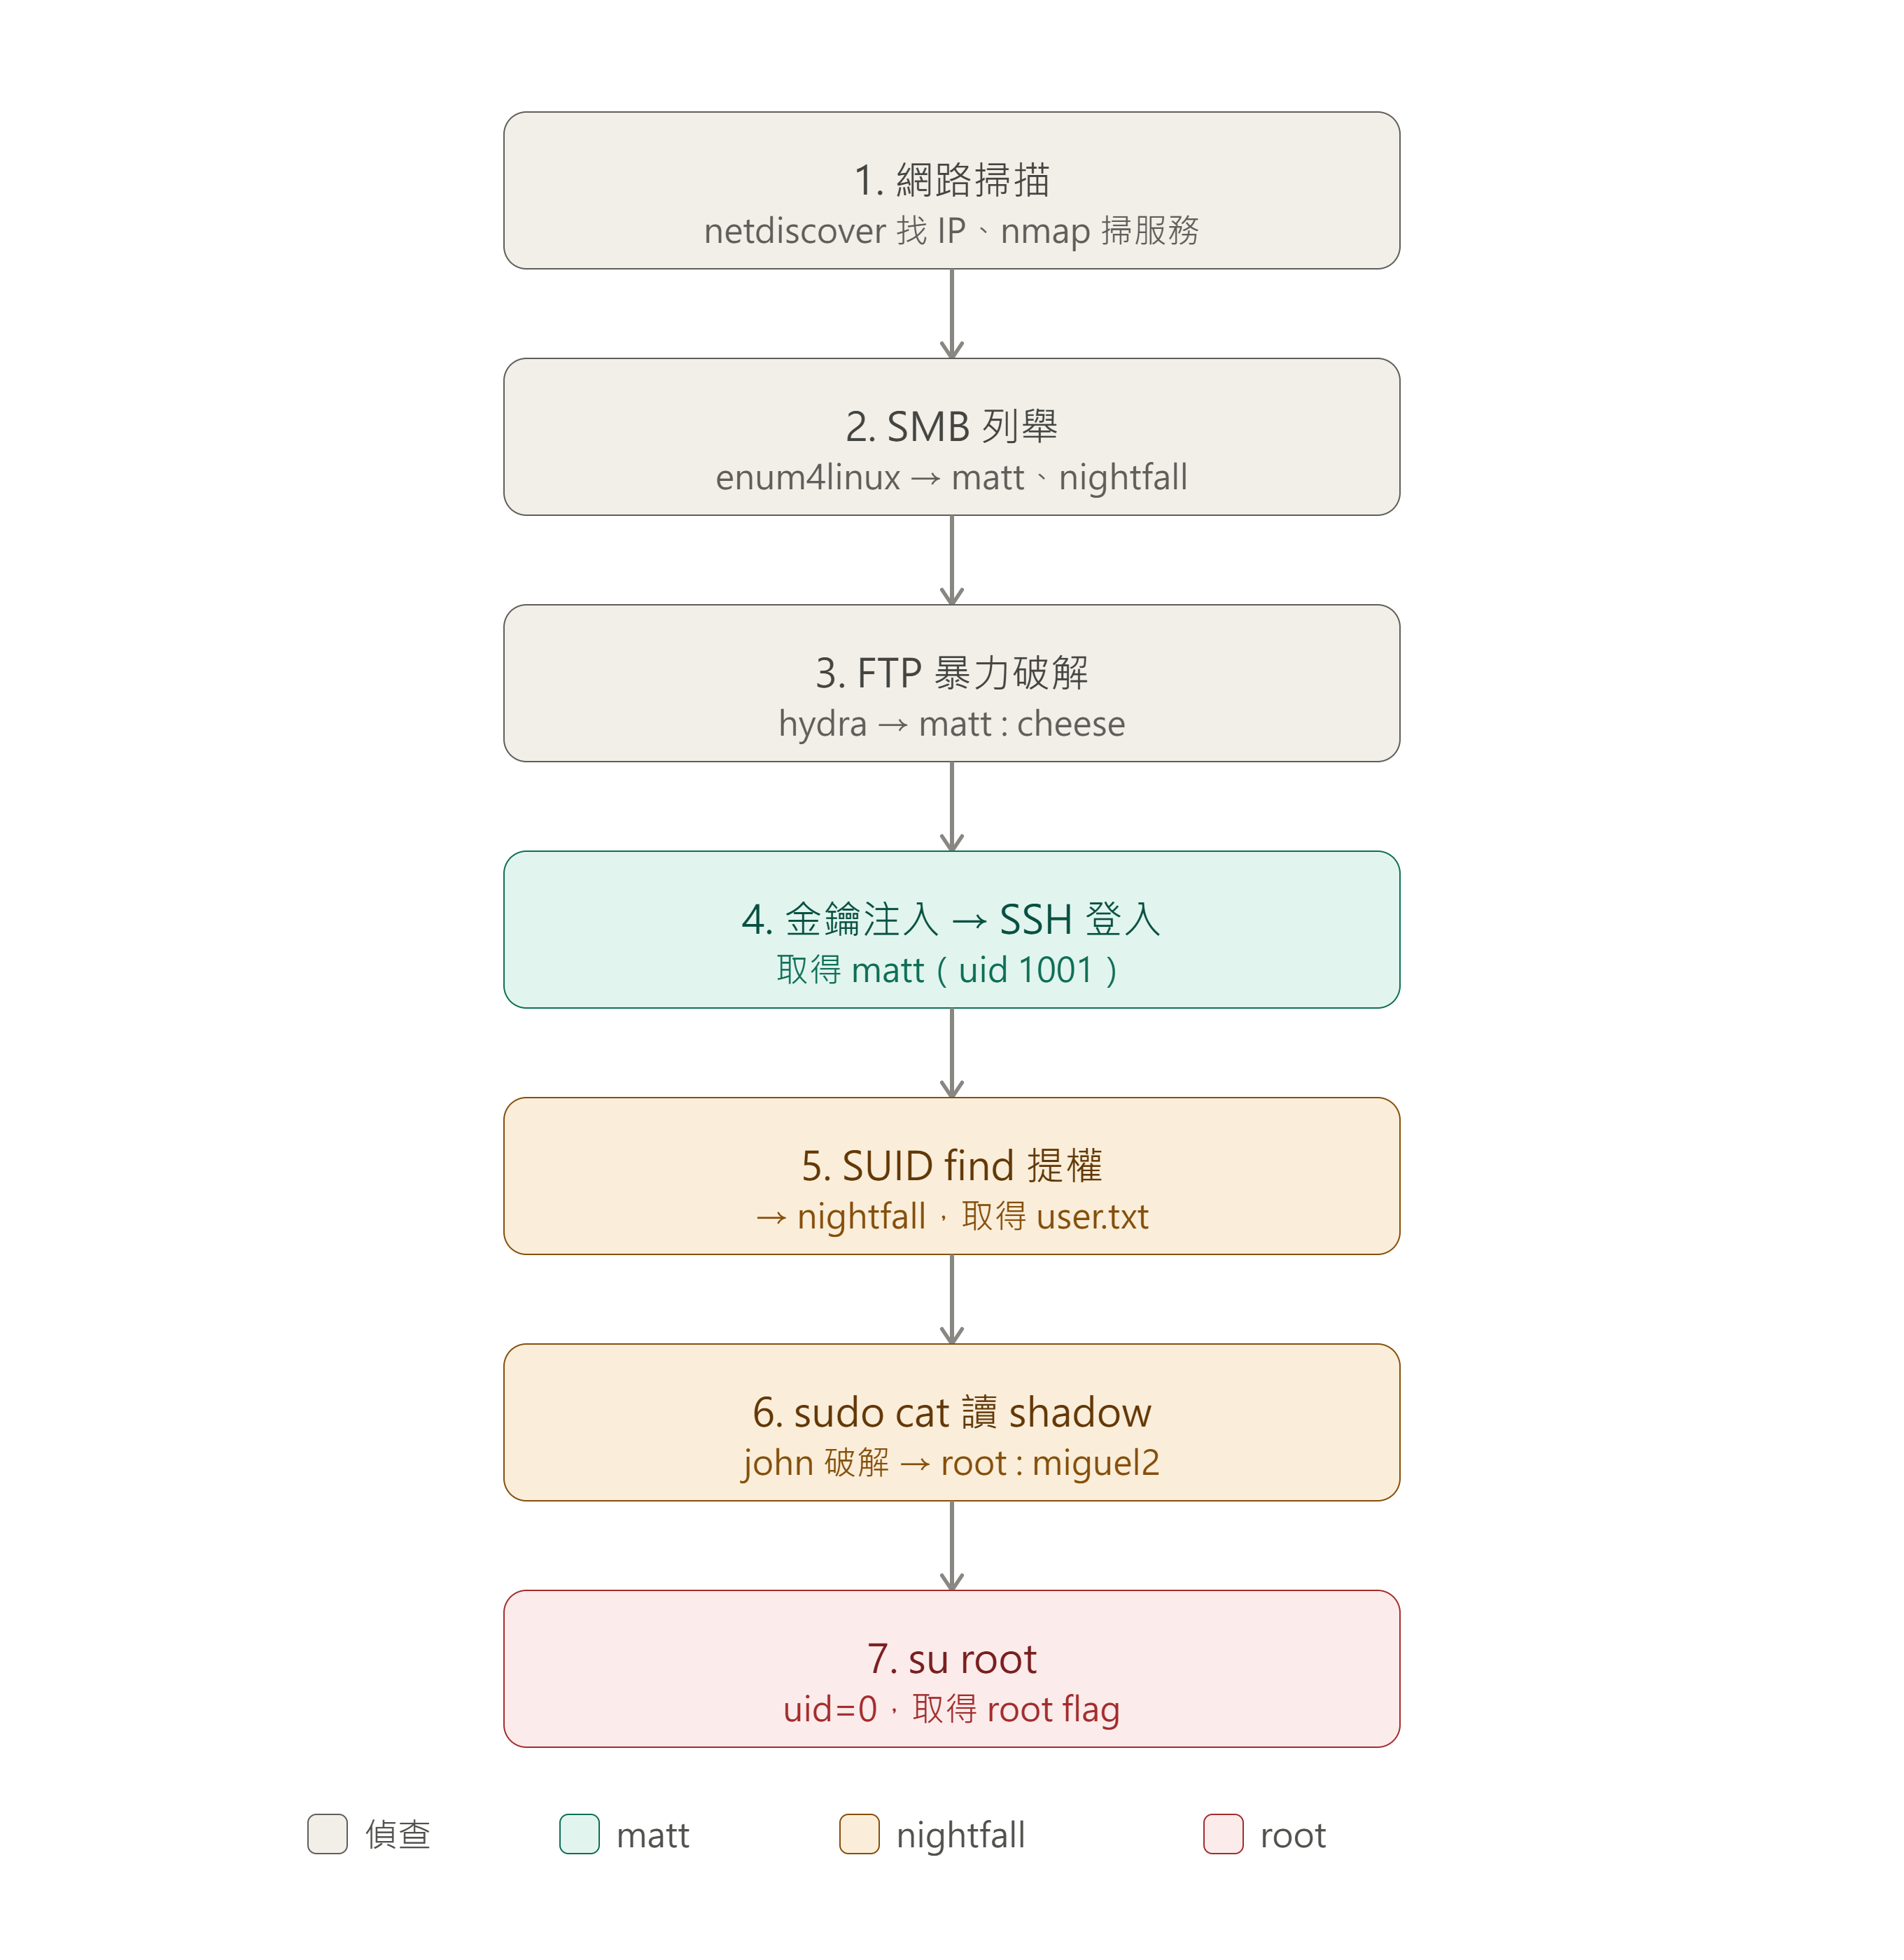 1. 網路掃描
netdiscover 找 IP、nmap 掃服務
2. SMB 列舉
enum4linux → matt、nightfall
3. FTP 暴力破解
hydra → matt : cheese
4. 金鑰注入 → SSH 登入
取得 matt ( uid 1001 )
5. SUID find 提權
→ nightfall，取得 user.txt
6. sudo cat 讀 shadow
john 破解 → root : miguel2
7. su root
uid=0，取得 root flag
偵查 matt nightfall root